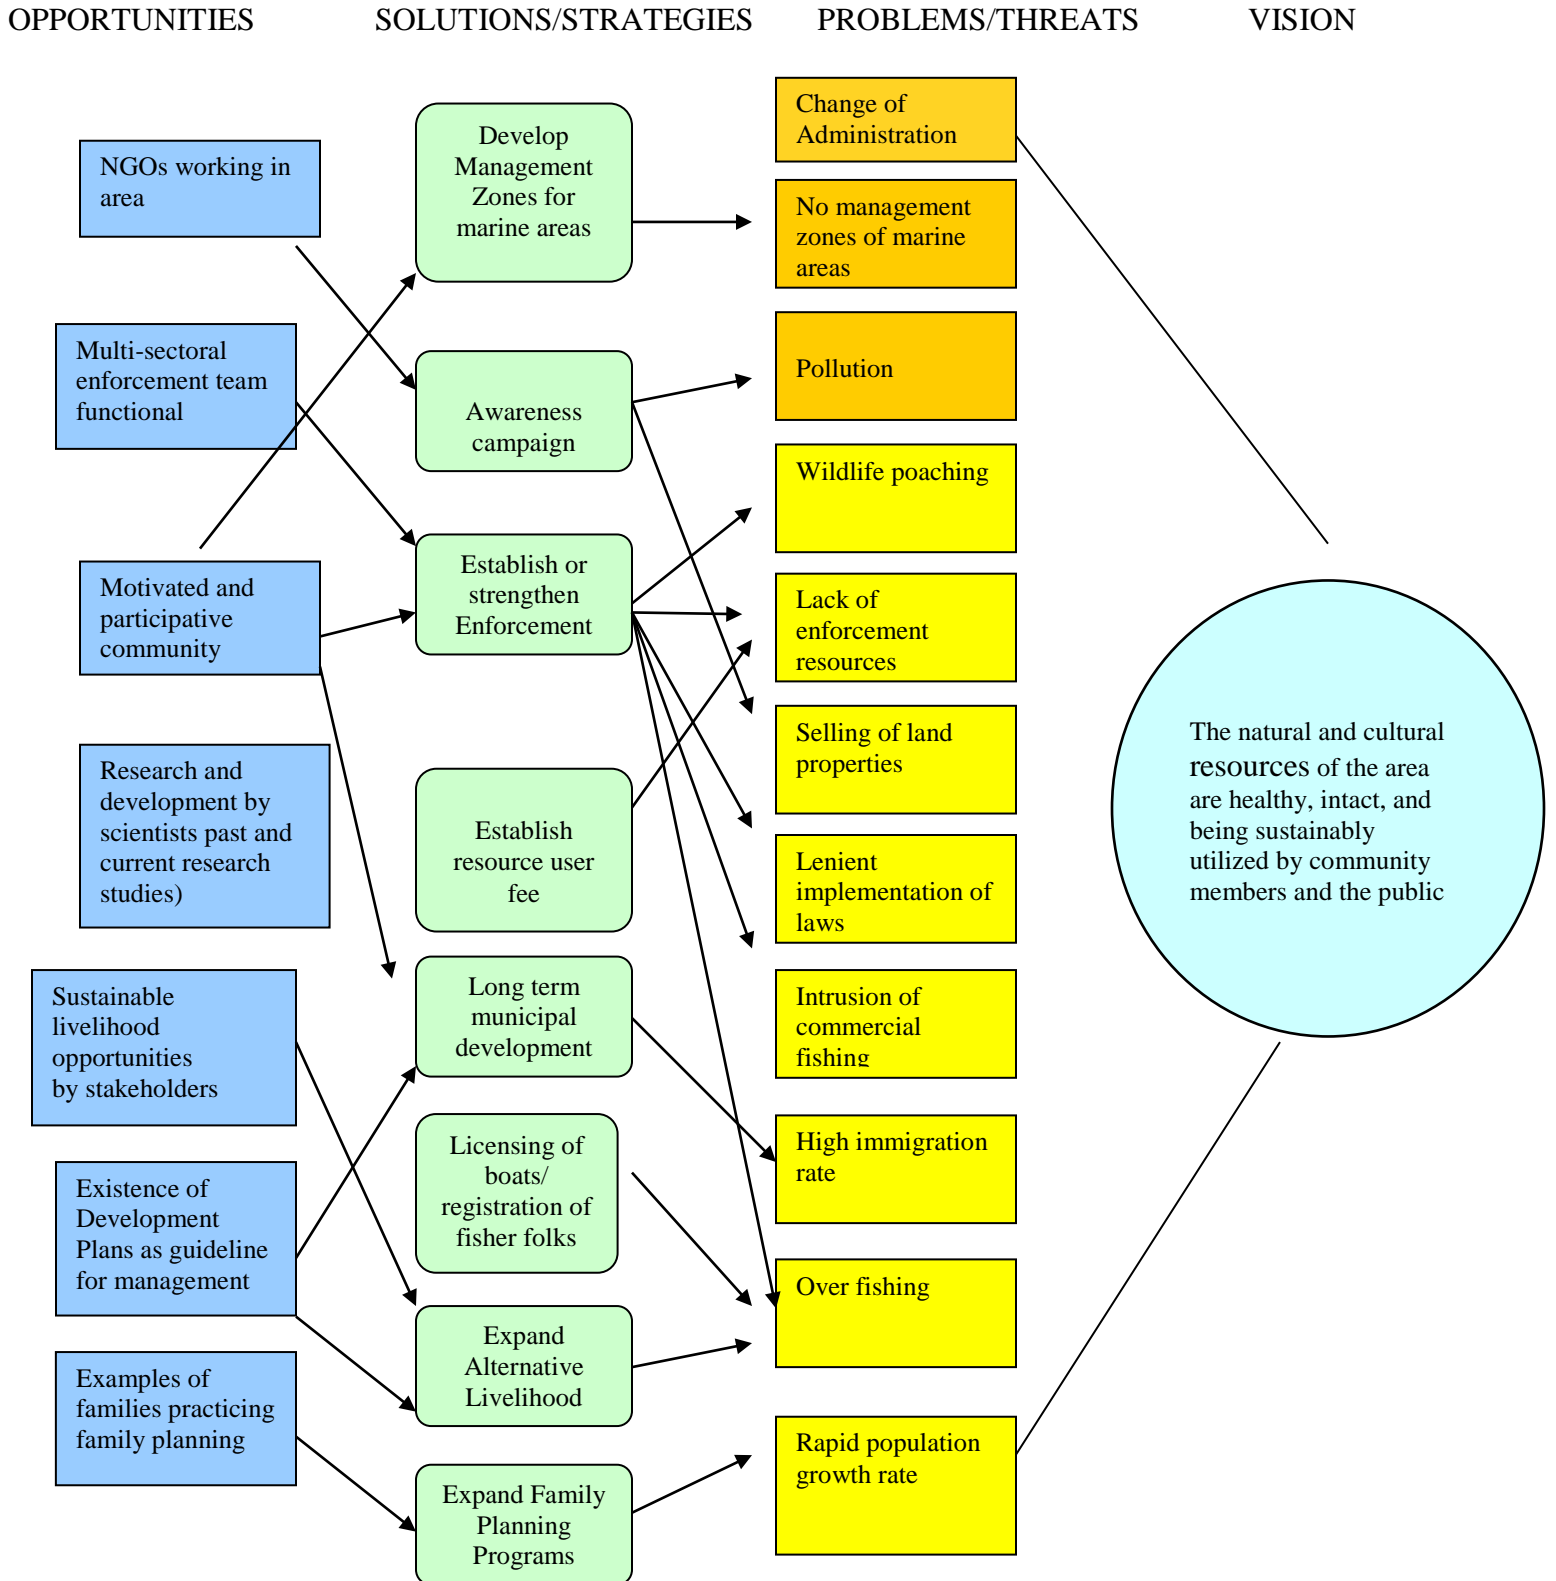 OPPORTUNITIES
SOLUTIONS/STRATEGIES
PROBLEMS/THREATS
VISION
NGOs working in
area
Multi-sectoral
enforcement team
functional
Motivated and
participative
community
Research and
development by
scientists past and
current research
studies)
Sustainable
livelihood
opportunities
by stakeholders
Existence of
Development
Plans as guideline
for management
Examples of
families practicing
family planning
Develop
Management
Zones for
marine areas
Awareness
campaign
Establish or
strengthen
Enforcement
Establish
resource user
fee
Long term
municipal
development
Licensing of
boats/
registration of
fisher folks
Expand
Alternative
Livelihood
Expand Family
Planning
Programs
Change of
Administration
No management
zones of marine
areas
Pollution
Wildlife poaching
Lack of
enforcement
resources
Selling of land
properties
Lenient
implementation of
laws
Intrusion of
commercial
fishing
High immigration
rate
Over fishing
Rapid population
growth rate
The natural and cultural
resources of the area
are healthy, intact, and
being sustainably
utilized by community
members and the public